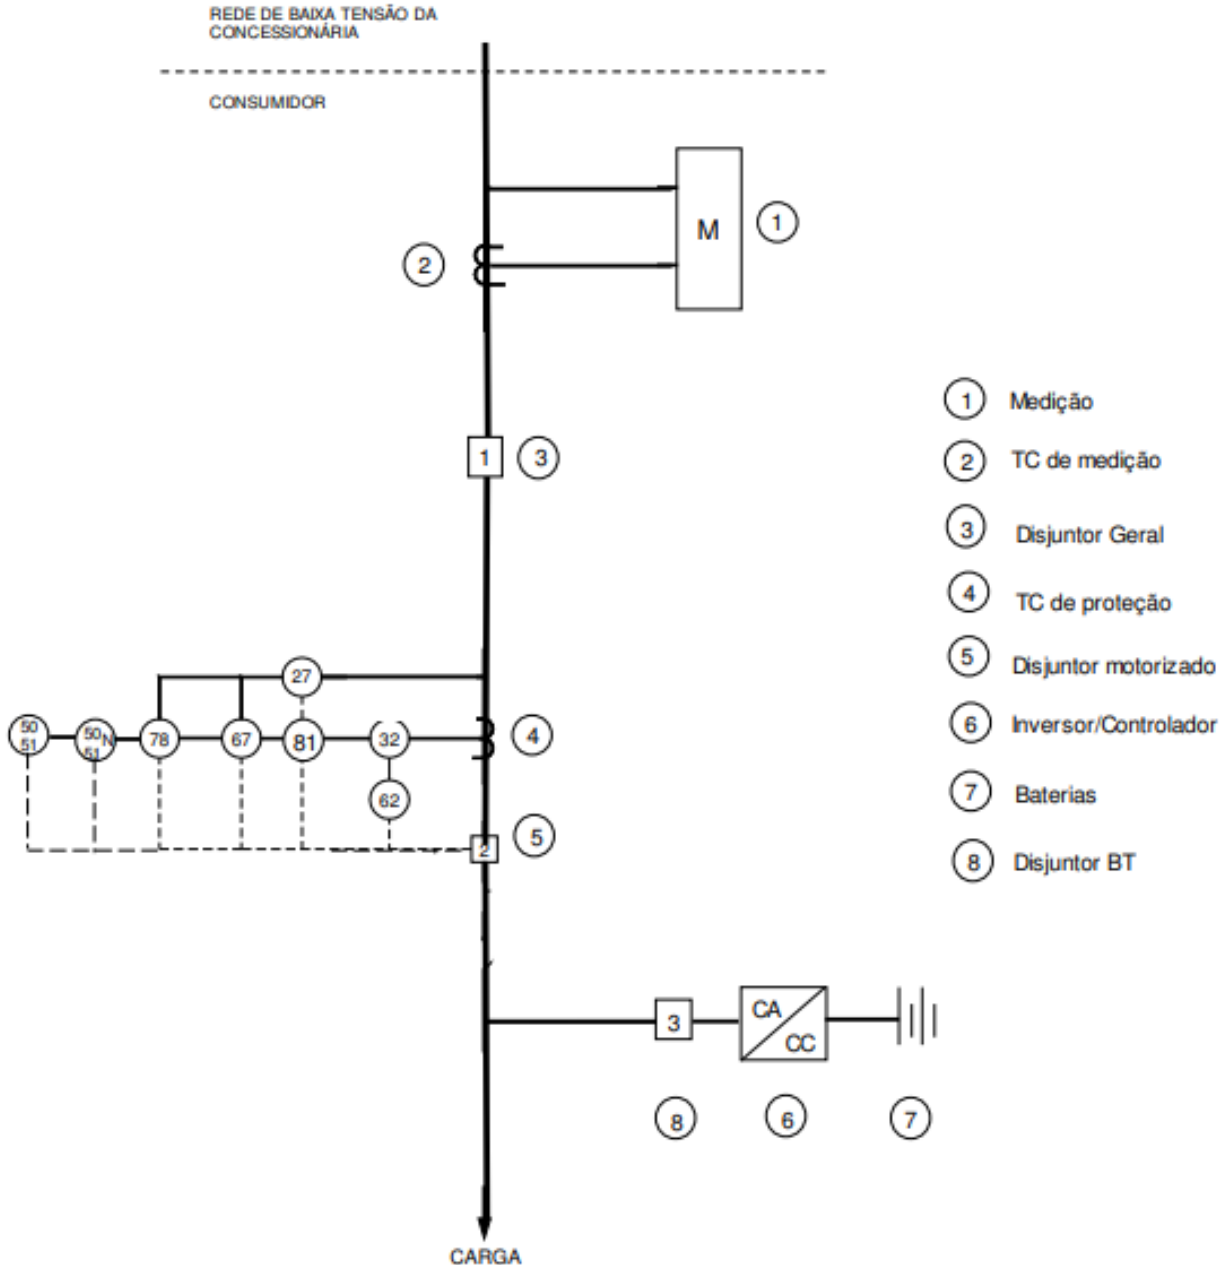 REDE DE BAIXA TENSÃO DA
CONCESSIONÁRIA
CONSUMIDOR
M
1
2
1
3
27
50
51
50
51
N
78
67
81
32
4
62
5
2
3
CA
CC
8
6
7
CARGA
1 Medição
2 TC de medição
3 Disjuntor Geral
4 TC de proteção
5 Disjuntor motorizado
6 Inversor/Controlador
7 Baterias
8 Disjuntor BT